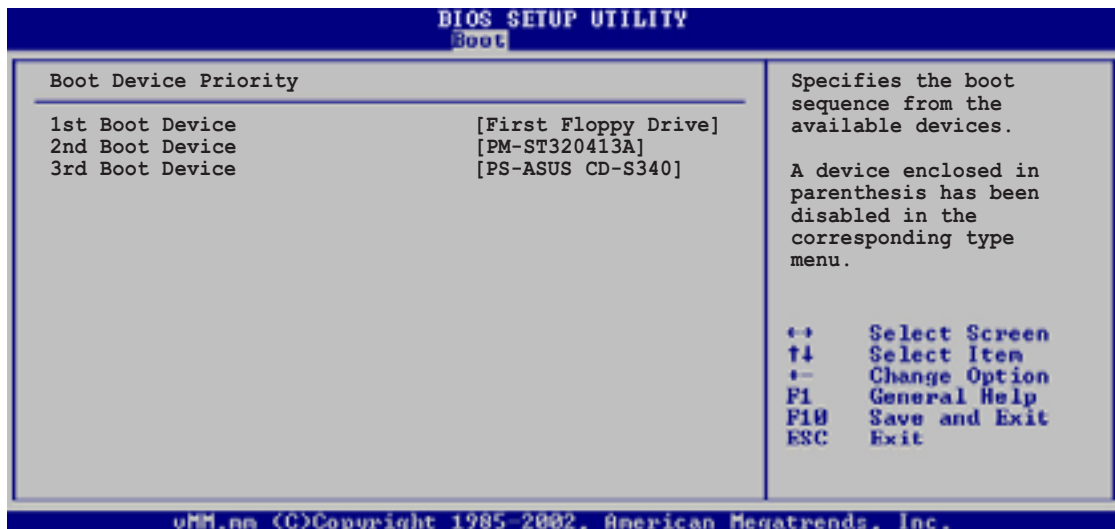 BIOS SETUP UTILITY
Boot
Boot Device Priority
1st Boot Device [First Floppy Drive]
2nd Boot Device [PM-ST320413A]
3rd Boot Device [PS-ASUS CD-S340]
Specifies the boot
sequence from the
available devices.
A device enclosed in
parenthesis has been
disabled in the
corresponding type
menu.
←→ Select Screen
↑↓ Select Item
+- Change Option
F1 General Help
F10 Save and Exit
ESC Exit
vMM.mm (C)Copyright 1985-2002, American Megatrends, Inc.